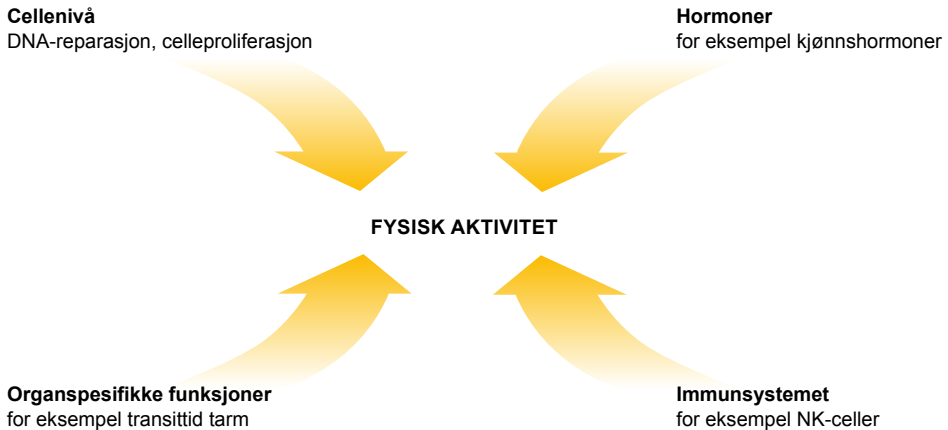 Cellenivå
DNA-reparasjon, celleproliferasjon
Hormoner
for eksempel kjønnshormoner
FYSISK AKTIVITET
Organspesifikke funksjoner
for eksempel transittid tarm
Immunsystemet
for eksempel NK-celler